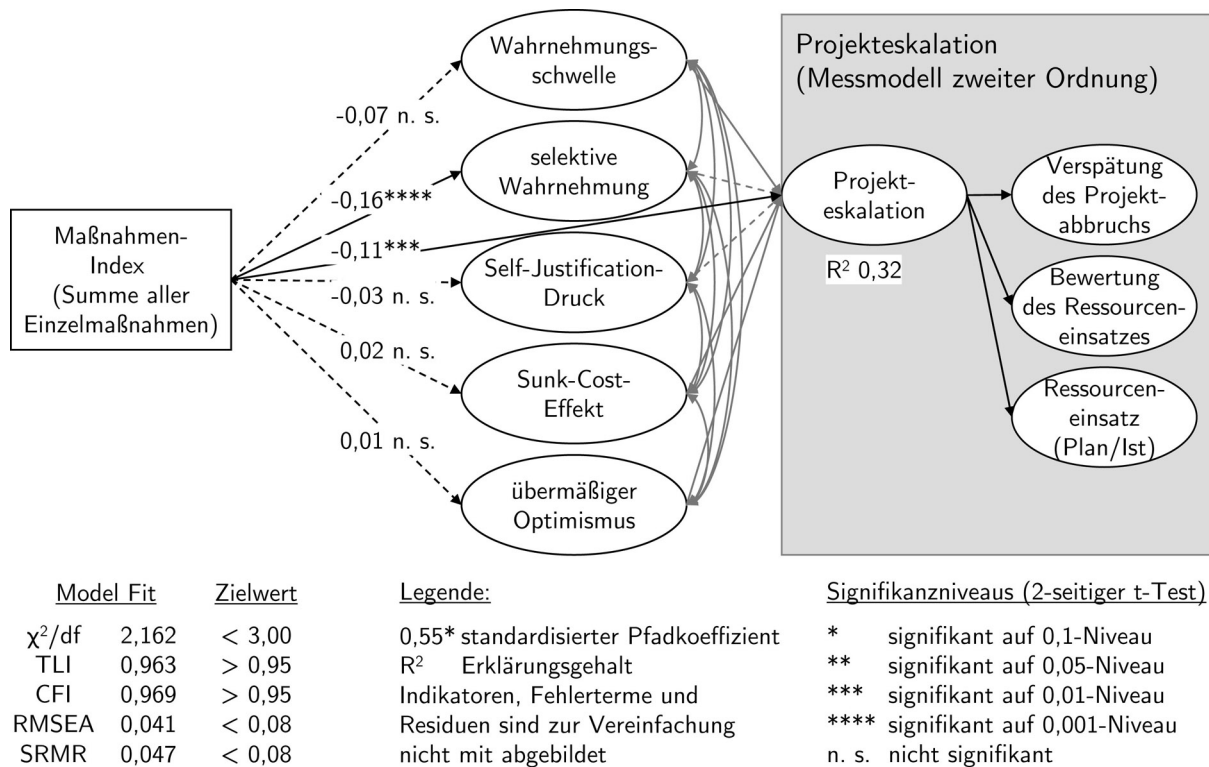 Wahrnehmungs-
schwelle
Projekteskalation
(Messmodell zweiter Ordnung)
-0,07 n. s.
selektive
Wahrnehmung
-0,16****
Projekt-
eskalation
R² 0,32
Verspätung
des Projekt-
abbruchs
Maßnahmen-
Index
(Summe aller
Einzelmaßnahmen)
-0,11***
Self-Justification-
Druck
-0,03 n. s.
Bewertung
des Ressourcen-
einsatzes
0,02 n. s.
Sunk-Cost-
Effekt
Ressourcen-
einsatz
(Plan/Ist)
0,01 n. s.
übermäßiger
Optimismus
Model Fit Zielwert
χ²/df 2,162 < 3,00
TLI 0,963 > 0,95
CFI 0,969 > 0,95
RMSEA 0,041 < 0,08
SRMR 0,047 < 0,08
Legende:
0,55* standardisierter Pfadkoeffizient
R² Erklärungsgehalt
Indikatoren, Fehlerterme und
Residuen sind zur Vereinfachung
nicht mit abgebildet
Signifikanzniveaus (2-seitiger t-Test)
* signifikant auf 0,1-Niveau
** signifikant auf 0,05-Niveau
*** signifikant auf 0,01-Niveau
**** signifikant auf 0,001-Niveau
n. s. nicht signifikant